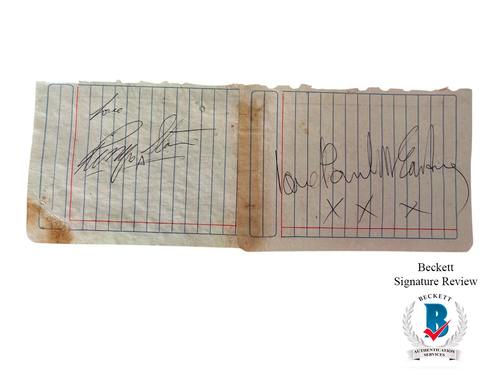 love
Ringo Starr
love Paul McCartney
X X X
Beckett
Signature Review
BECKETT
B
AUTHENTICATION
SERVICES